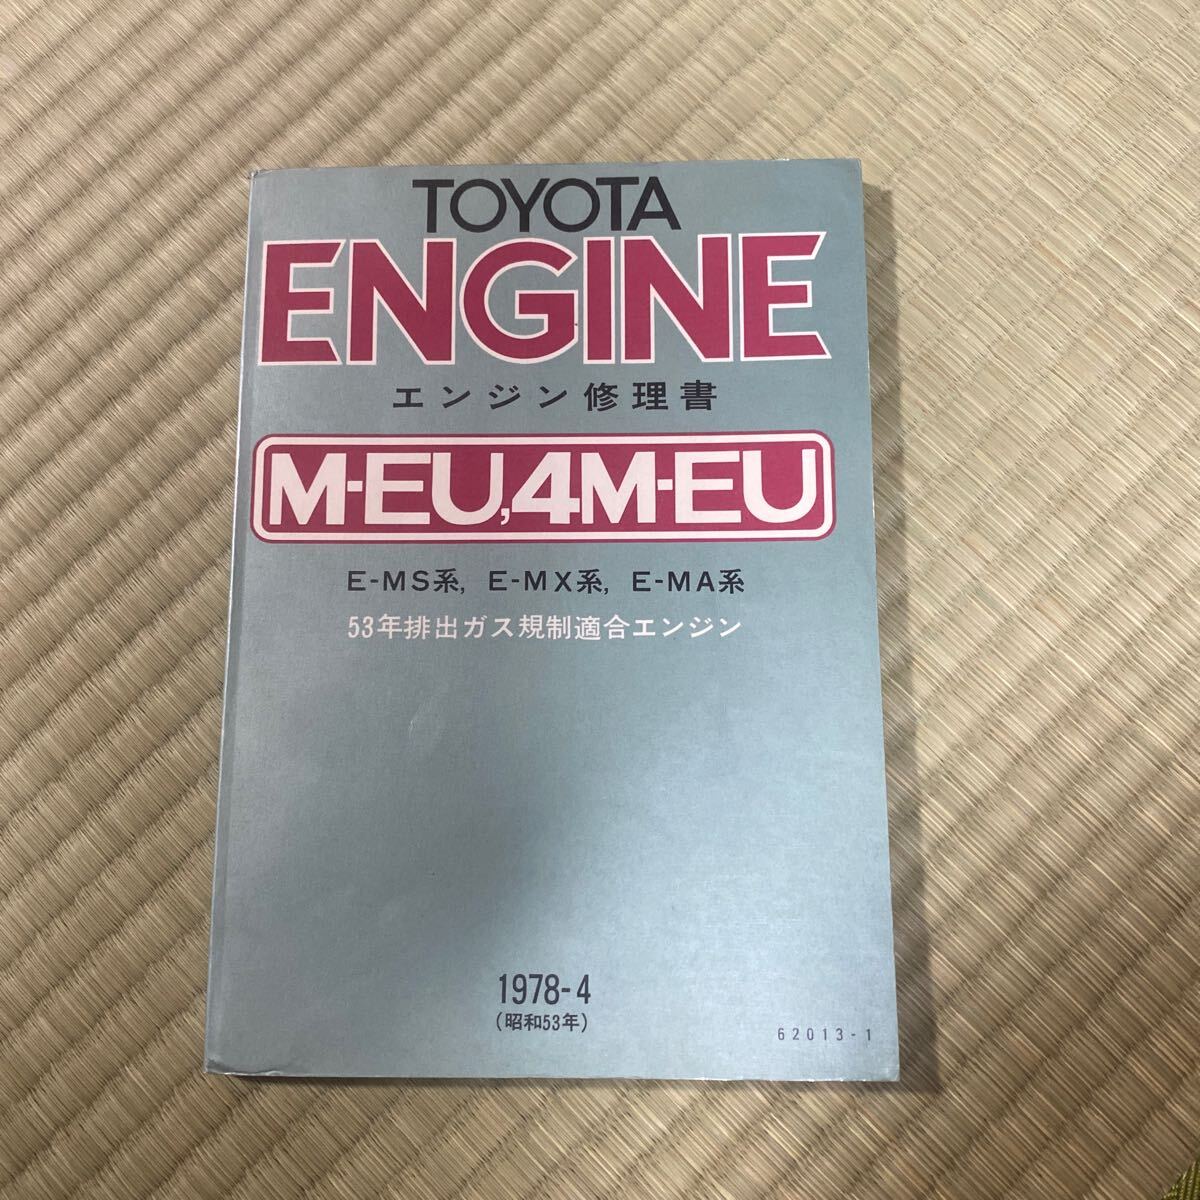 TOYOTA
ENGINE
エンジン修理書
M-EU,4M-EU
E-MS系, E-MX系, E-MA系
53年排出ガス規制適合エンジン
1978-4
(昭和53年)
62013-1